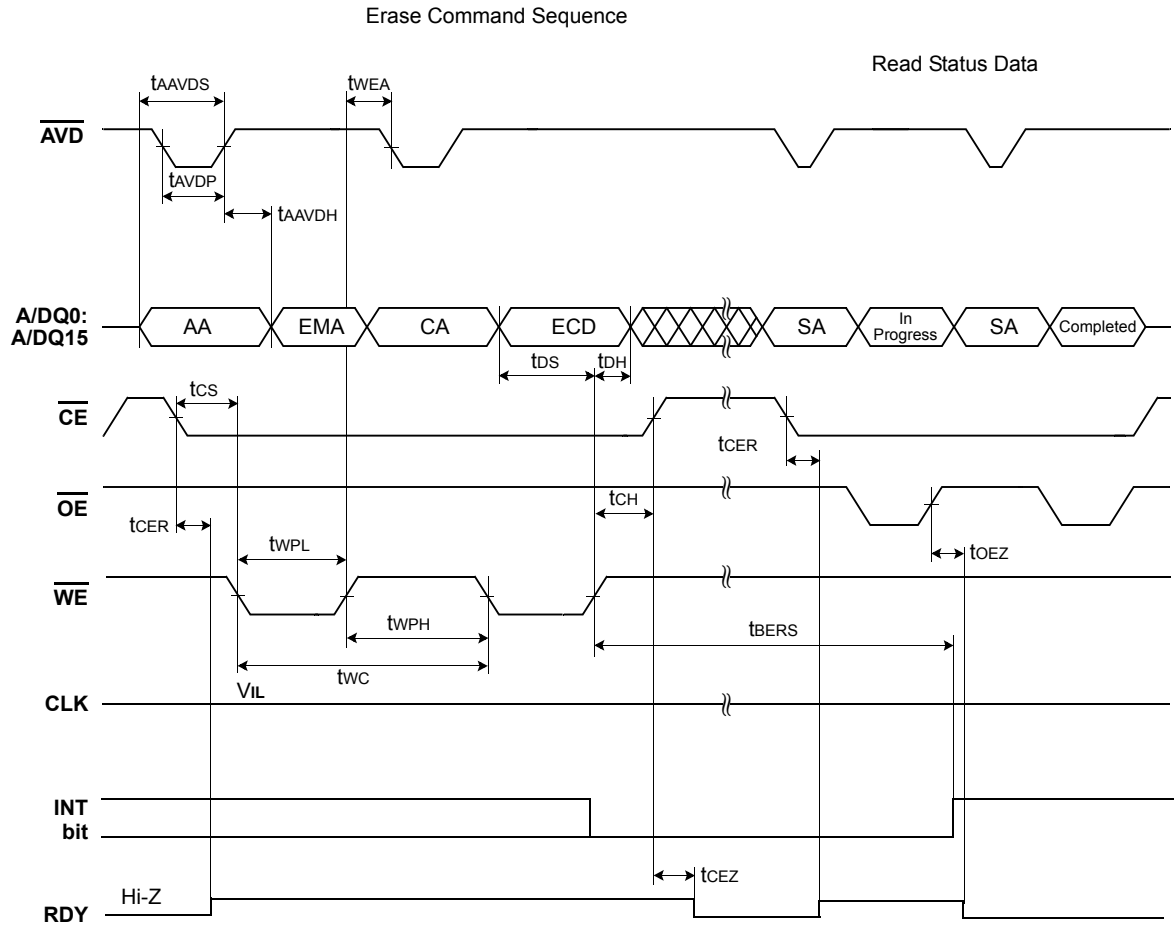 Erase Command Sequence
Read Status Data
tAAVDS
tWEA
AVD
tAVDP
tAAVDH
A/DQ0:
A/DQ15
AA
EMA
CA
ECD
SA
In
Progress
SA
Completed
tDS
tDH
tCS
CE
tCER
tCH
OE
tCER
tWPL
tOEZ
WE
tWPH
tBERS
tWC
VIL
CLK
INT
bit
tCEZ
Hi-Z
RDY